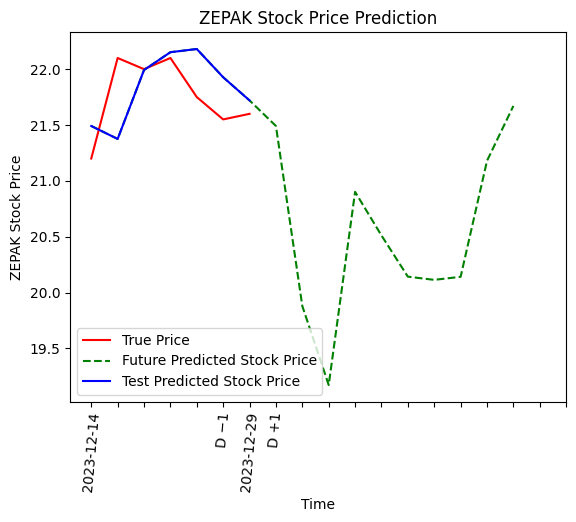 ZEPAK Stock Price Prediction
ZEPAK Stock Price
22.0
21.5
21.0
20.5
20.0
19.5
True Price
Future Predicted Stock Price
Test Predicted Stock Price
2023-12-14
D −1
2023-12-29
D +1
Time